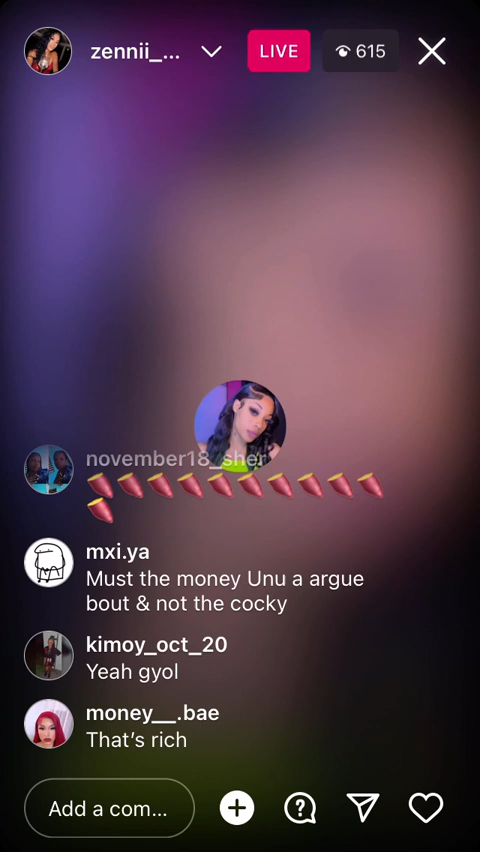 zennii_...
LIVE
615
november18_sher
🍠🍠🍠🍠🍠🍠🍠🍠🍠🍠
🍠
mxi.ya
Must the money Unu a argue
bout & not the cocky
kimoy_oct_20
Yeah gyol
money__.bae
That's rich
Add a com...